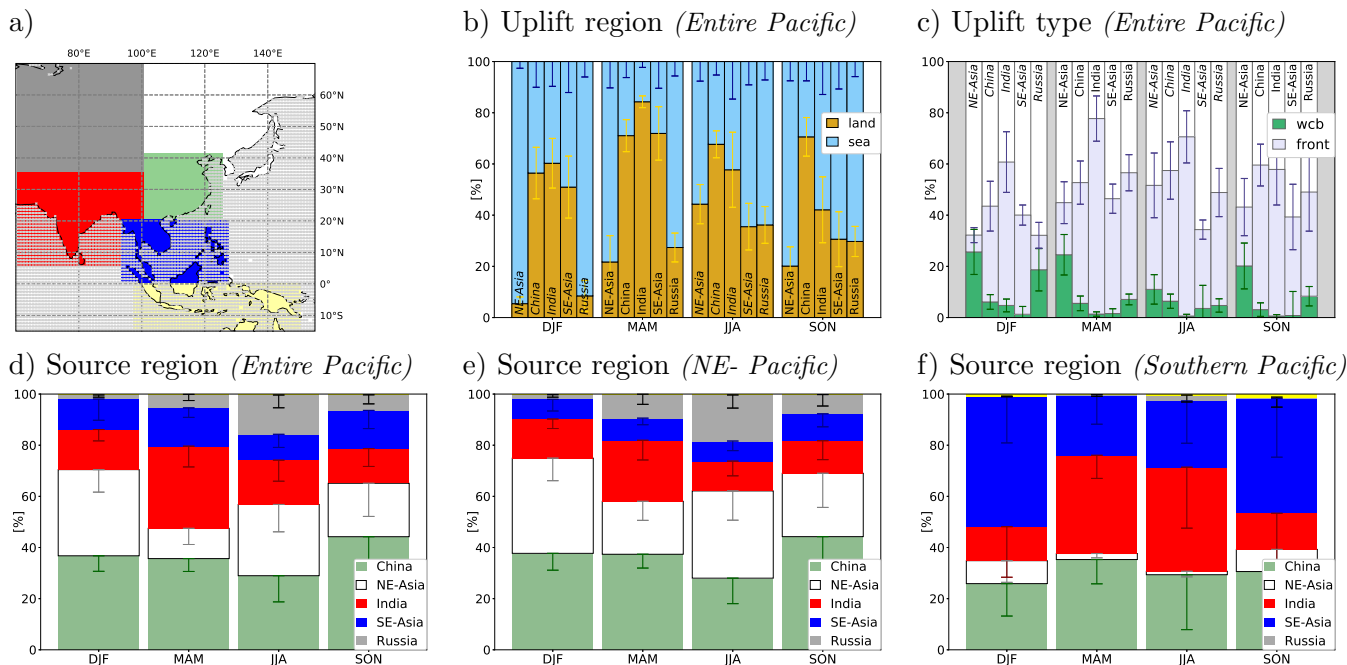 a)
80°E 100°E 120°E 140°E
60°N
50°N
40°N
30°N
20°N
10°N
0°
10°S
b) Uplift region (Entire Pacific)
100
80
60
40
20
0
[%]
NE-Asia China India SE-Asia Russia
NE-Asia China India SE-Asia Russia
NE-Asia China India SE-Asia Russia
NE-Asia China India SE-Asia Russia
land
sea
DJF MAM JJA SON
c) Uplift type (Entire Pacific)
100
80
60
40
20
0
[%]
NE-Asia China India SE-Asia Russia
NE-Asia China India SE-Asia Russia
NE-Asia China India SE-Asia Russia
NE-Asia China India SE-Asia Russia
wcb
front
DJF MAM JJA SON
d) Source region (Entire Pacific)
100
80
60
40
20
0
[%]
China
NE-Asia
India
SE-Asia
Russia
DJF MAM JJA SON
e) Source region (NE- Pacific)
100
80
60
40
20
0
[%]
China
NE-Asia
India
SE-Asia
Russia
DJF MAM JJA SON
f) Source region (Southern Pacific)
100
80
60
40
20
0
[%]
China
NE-Asia
India
SE-Asia
Russia
DJF MAM JJA SON